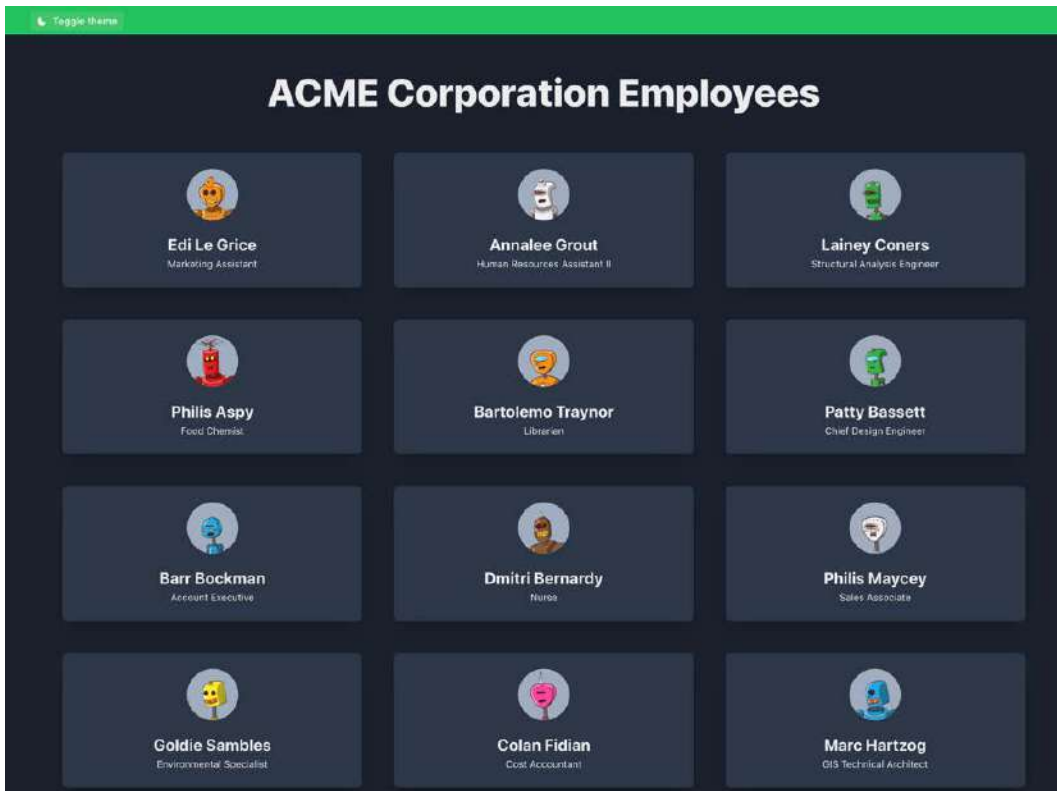 Toggle theme
ACME Corporation Employees
Edi Le Grice
Marketing Assistant
Annalee Grout
Human Resources Assistant II
Lainey Coners
Structural Analysis Engineer
Philis Aspy
Food Chemist
Bartolemo Traynor
Librarian
Patty Bassett
Chief Design Engineer
Barr Bockman
Account Executive
Dmitri Bernardy
Nurse
Philis Maycey
Sales Associate
Goldie Sambles
Environmental Specialist
Colan Fidian
Cost Accountant
Marc Hartzog
GIS Technical Architect